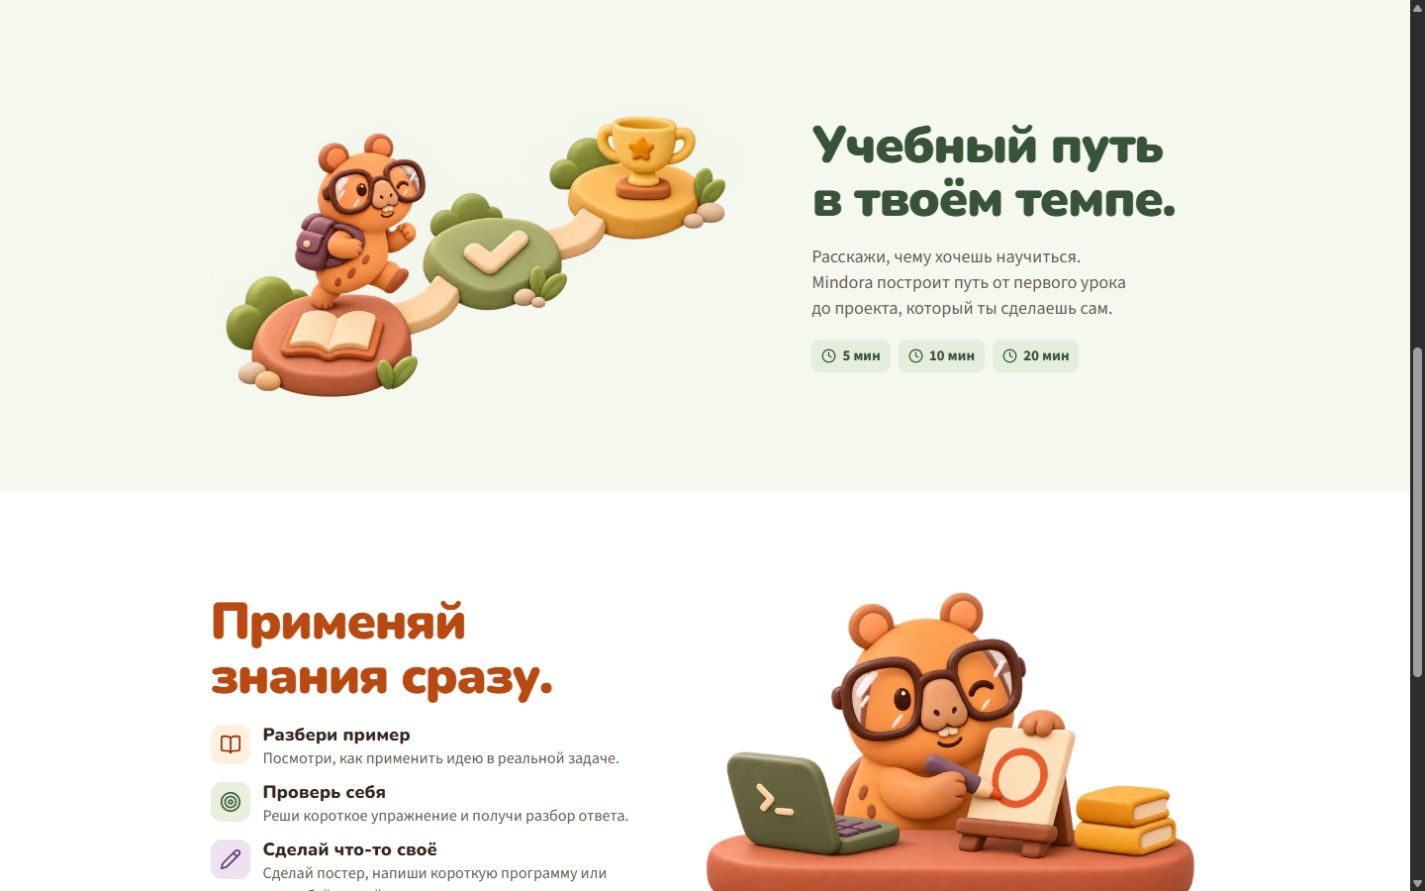 Учебный путь
в твоём темпе.
Расскажи, чему хочешь научиться.
Mindora построит путь от первого урока
до проекта, который ты сделаешь сам.
5 мин
10 мин
20 мин
Применяй
знания сразу.
Разбери пример
Посмотри, как применить идею в реальной задаче.
Проверь себя
Реши короткое упражнение и получи разбор ответа.
Сделай что-то своё
Сделай постер, напиши короткую программу или